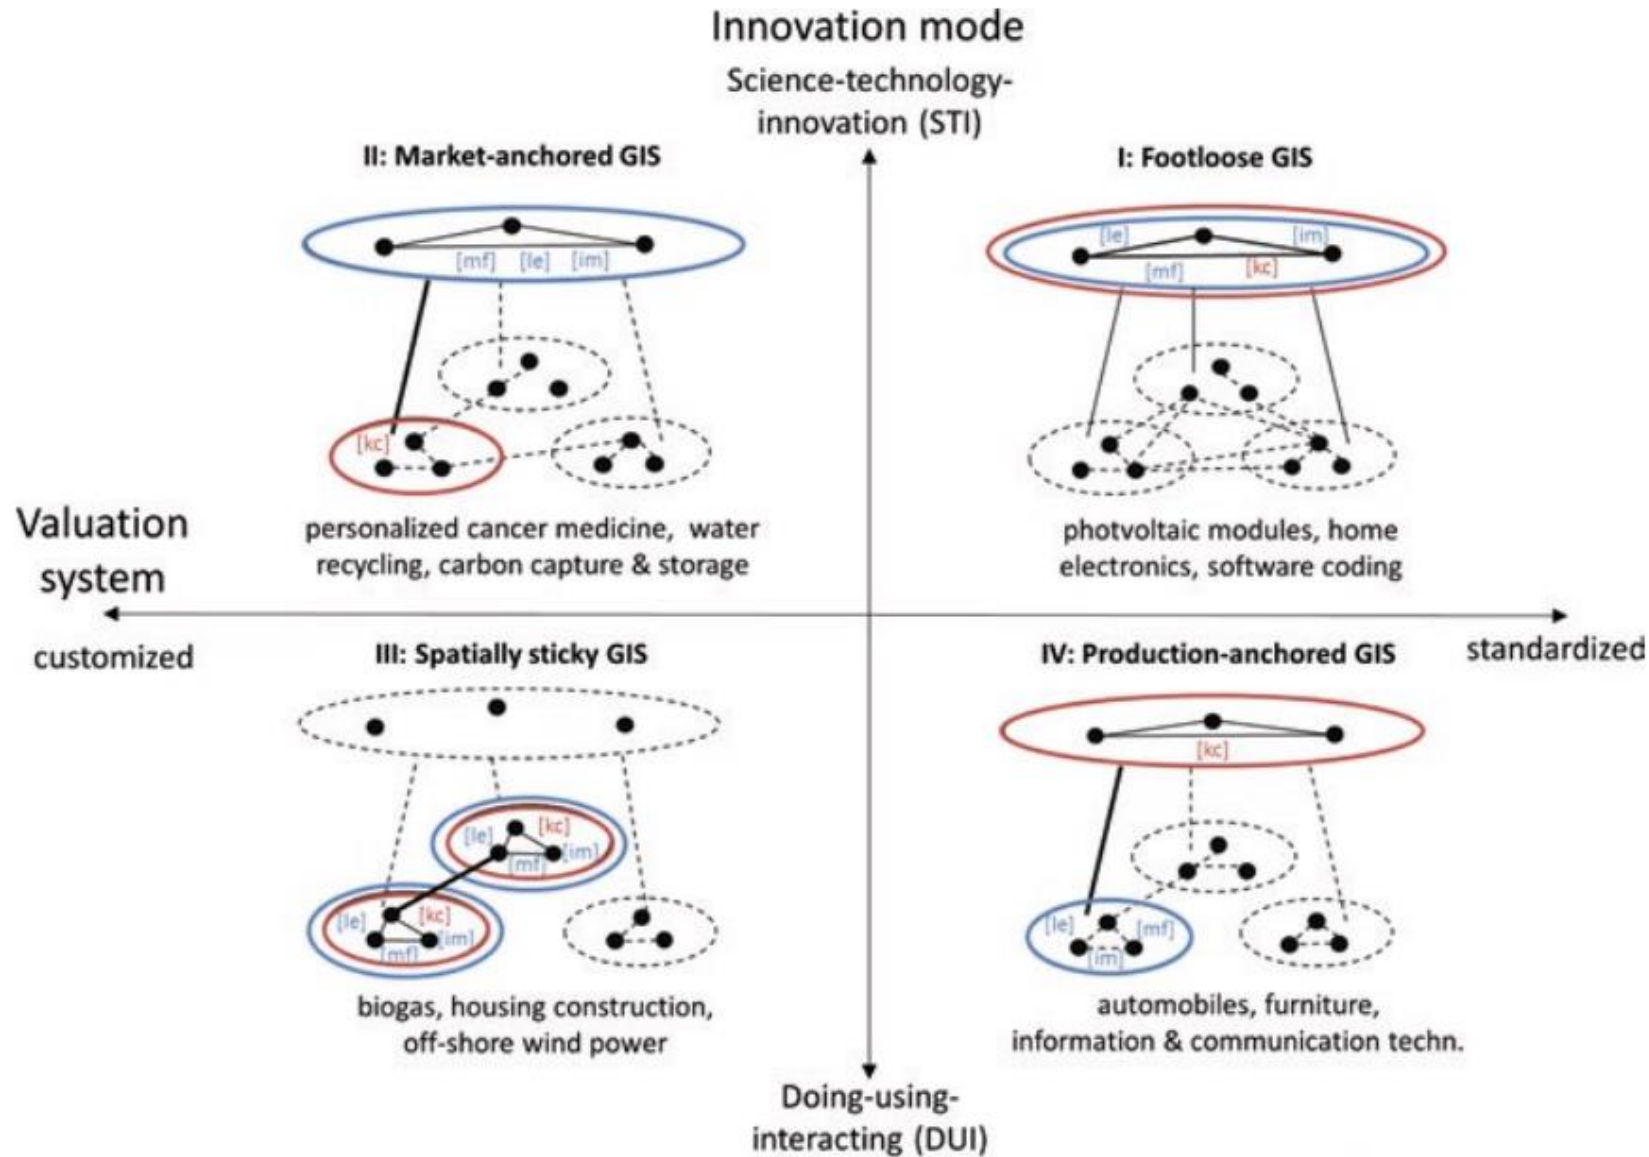 Innovation mode
Science-technology-
innovation (STI)
II: Market-anchored GIS
[mf] [le] [im]
[kc]
personalized cancer medicine, water
recycling, carbon capture & storage
I: Footloose GIS
[le] [im]
[mf] [kc]
photvoltaic modules, home
electronics, software coding
Valuation
system
customized
standardized
III: Spatially sticky GIS
[kc]
[le]
[im]
[mf]
[le] [kc]
[im]
[mf]
biogas, housing construction,
off-shore wind power
IV: Production-anchored GIS
[kc]
[le] [mf]
[im]
automobiles, furniture,
information & communication techn.
Doing-using-
interacting (DUI)